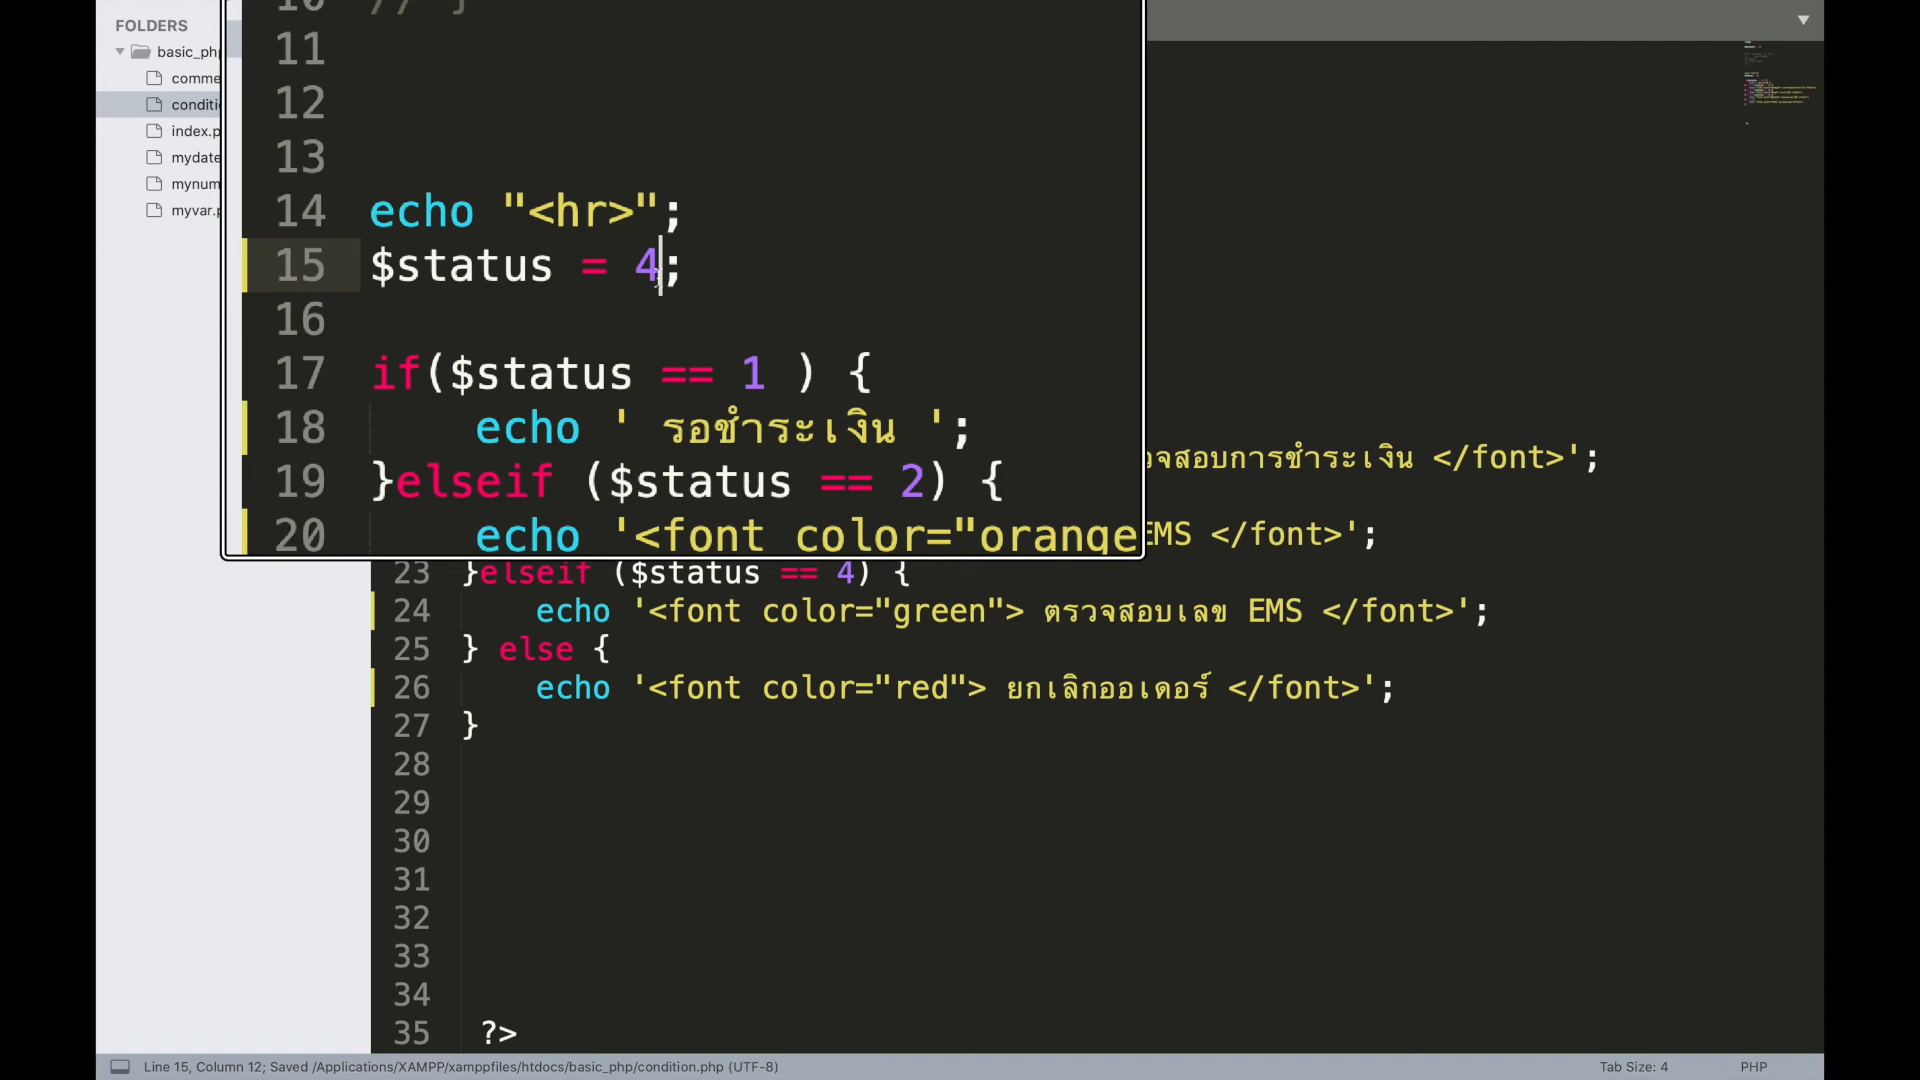 FOLDERS
basic_ph
comme
conditi
index.p
mydate
mynum
myvar.p
10 // }
11
12
13
14 echo "<hr>";
15 $status = 4;
16
17 if($status == 1 ) {
18 echo ' รอชำระเงิน ';
19 }elseif ($status == 2) {
20 echo '<font color="orange
วจสอบการชำระเงิน </font>';
EMS </font>';
23 }elseif ($status == 4) {
24 echo '<font color="green"> ตรวจสอบเลข EMS </font>';
25 } else {
26 echo '<font color="red"> ยกเลิกออเดอร์ </font>';
27 }
28
29
30
31
32
33
34
35 ?>
Line 15, Column 12; Saved /Applications/XAMPP/xamppfiles/htdocs/basic_php/condition.php (UTF-8) Tab Size: 4 PHP